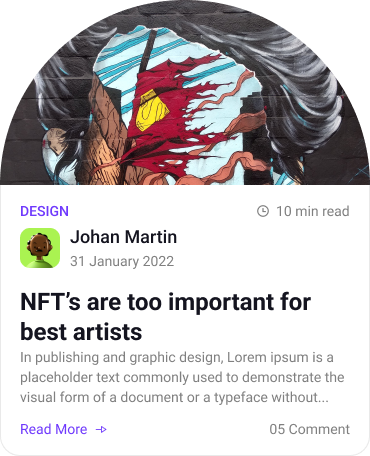 DESIGN
10 min read
Johan Martin
31 January 2022
NFT’s are too important for
best artists
In publishing and graphic design, Lorem ipsum is a
placeholder text commonly used to demonstrate the
visual form of a document or a typeface without...
Read More
05 Comment